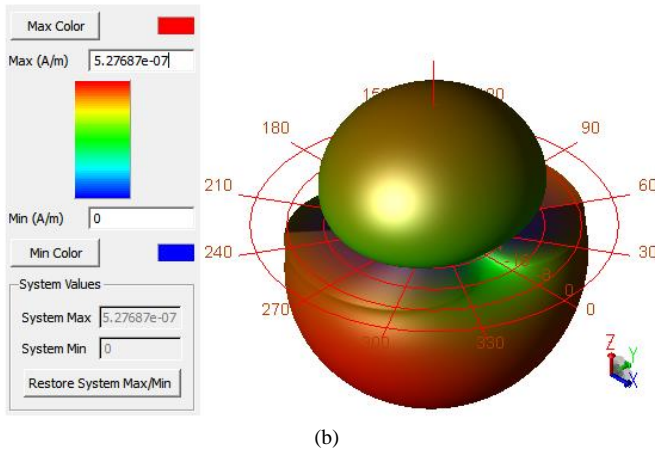 Max Color
Max (A/m) 5.27687e-07
Min (A/m) 0
Min Color
System Values
System Max 5.27687e-07
System Min 0
Restore System Max/Min
180
90
210
60
240
30
270
0
0
300
330
Z
Y
X
(b)